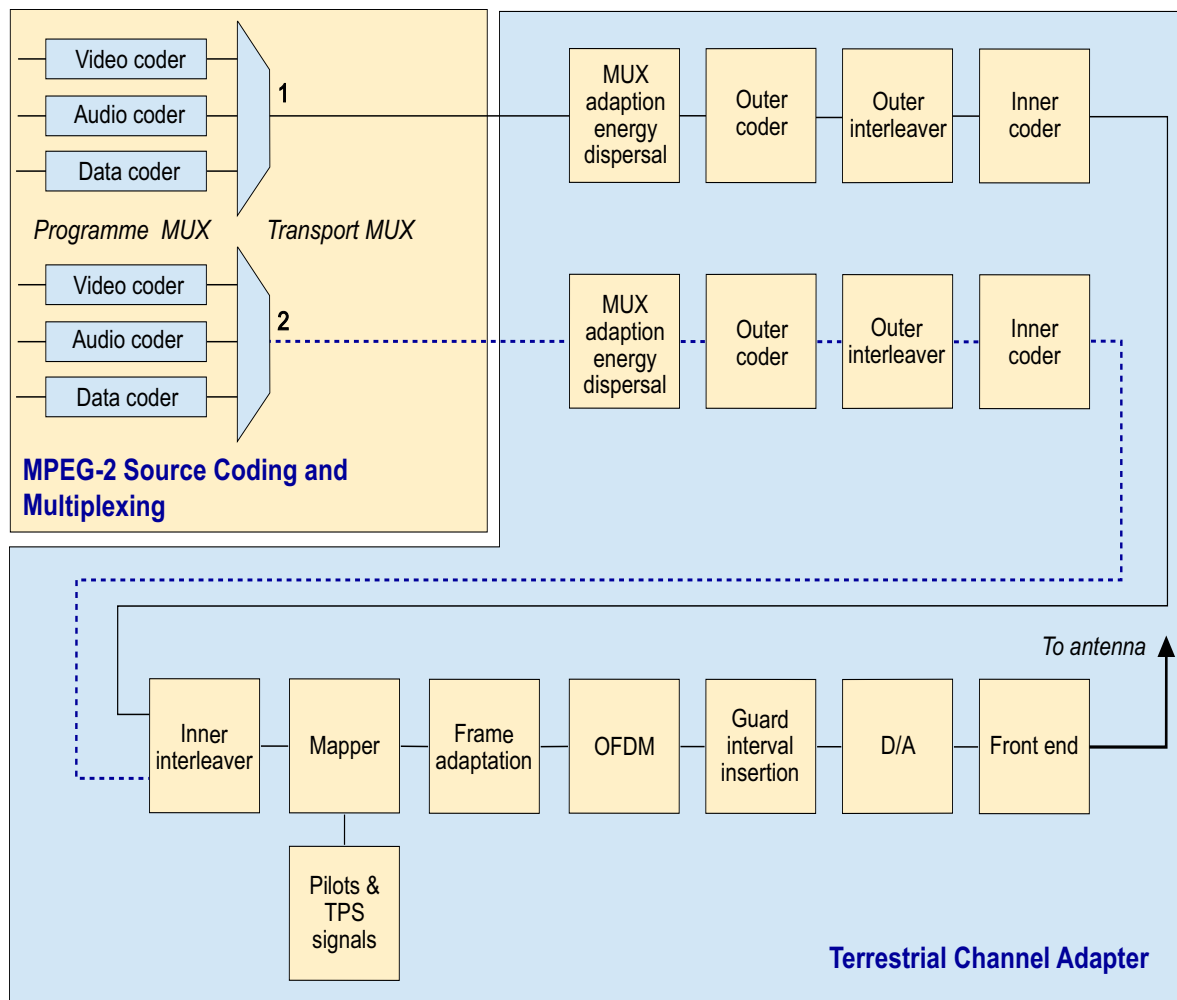 Video coder
Audio coder
Data coder
1
Programme MUX
Transport MUX
Video coder
Audio coder
Data coder
2
MPEG-2 Source Coding and
Multiplexing
MUX
adaption
energy
dispersal
Outer
coder
Outer
interleaver
Inner
coder
MUX
adaption
energy
dispersal
Outer
coder
Outer
interleaver
Inner
coder
To antenna
Inner
interleaver
Mapper
Frame
adaptation
OFDM
Guard
interval
insertion
D/A
Front end
Pilots &
TPS
signals
Terrestrial Channel Adapter